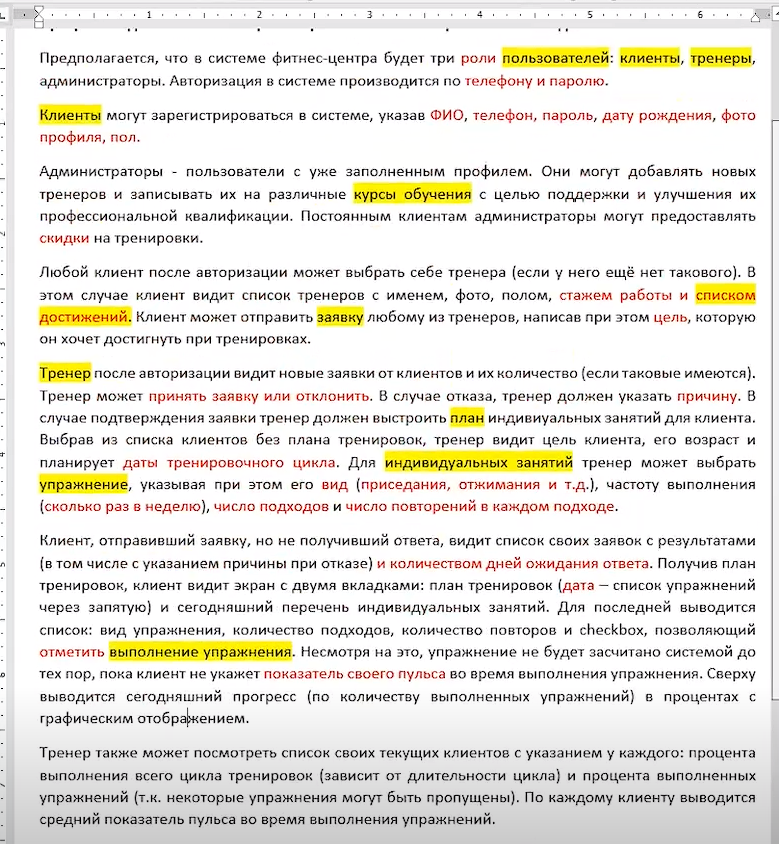 1 2 3 4 5 6
Предполагается, что в системе фитнес-центра будет три роли пользователей: клиенты, тренеры,
администраторы. Авторизация в системе производится по телефону и паролю.
Клиенты могут зарегистрироваться в системе, указав ФИО, телефон, пароль, дату рождения, фото
профиля, пол.
Администраторы - пользователи с уже заполненным профилем. Они могут добавлять новых
тренеров и записывать их на различные курсы обучения с целью поддержки и улучшения их
профессиональной квалификации. Постоянным клиентам администраторы могут предоставлять
скидки на тренировки.
Любой клиент после авторизации может выбрать себе тренера (если у него ещё нет такового). В
этом случае клиент видит список тренеров с именем, фото, полом, стажем работы и списком
достижений. Клиент может отправить заявку любому из тренеров, написав при этом цель, которую
он хочет достигнуть при тренировках.
Тренер после авторизации видит новые заявки от клиентов и их количество (если таковые имеются).
Тренер может принять заявку или отклонить. В случае отказа, тренер должен указать причину. В
случае подтверждения заявки тренер должен выстроить план индивиуальных занятий для клиента.
Выбрав из списка клиентов без плана тренировок, тренер видит цель клиента, его возраст и
планирует даты тренировочного цикла. Для индивидуальных занятий тренер может выбрать
упражнение, указывая при этом его вид (приседания, отжимания и т.д.), частоту выполнения
(сколько раз в неделю), число подходов и число повторений в каждом подходе.
Клиент, отправивший заявку, но не получивший ответа, видит список своих заявок с результатами
(в том числе с указанием причины при отказе) и количеством дней ожидания ответа. Получив план
тренировок, клиент видит экран с двумя вкладками: план тренировок (дата – список упражнений
через запятую) и сегодняшний перечень индивидуальных занятий. Для последней выводится
список: вид упражнения, количество подходов, количество повторов и checkbox, позволяющий
отметить выполнение упражнения. Несмотря на это, упражнение не будет засчитано системой до
тех пор, пока клиент не укажет показатель своего пульса во время выполнения упражнения. Сверху
выводится сегодняшний прогресс (по количеству выполненных упражнений) в процентах с
графическим отображением.
Тренер также может посмотреть список своих текущих клиентов с указанием у каждого: процента
выполнения всего цикла тренировок (зависит от длительности цикла) и процента выполненных
упражнений (т.к. некоторые упражнения могут быть пропущены). По каждому клиенту выводится
средний показатель пульса во время выполнения упражнений.